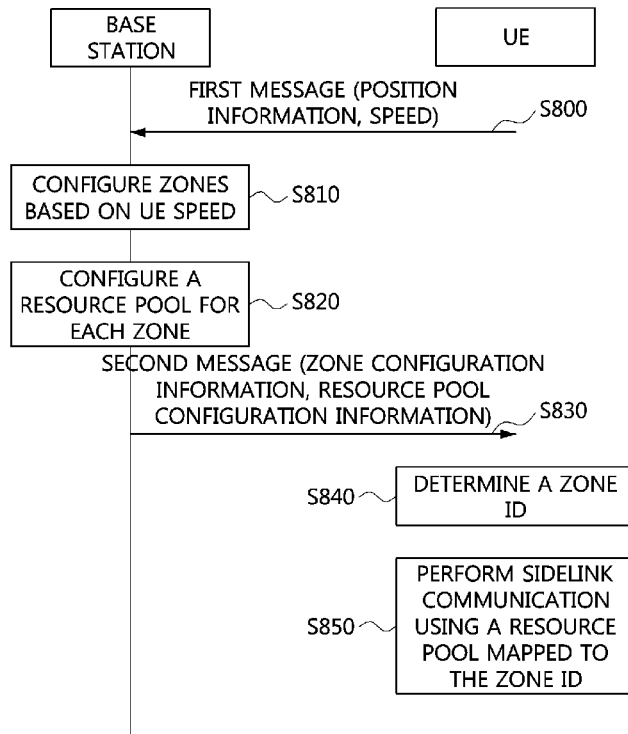 BASE
STATION
UE
FIRST MESSAGE (POSITION
INFORMATION, SPEED)
S800
CONFIGURE ZONES
BASED ON UE SPEED
S810
CONFIGURE A
RESOURCE POOL FOR
EACH ZONE
S820
SECOND MESSAGE (ZONE CONFIGURATION
INFORMATION, RESOURCE POOL
CONFIGURATION INFORMATION)
S830
S840
DETERMINE A ZONE
ID
S850
PERFORM SIDELINK
COMMUNICATION
USING A RESOURCE
POOL MAPPED TO
THE ZONE ID